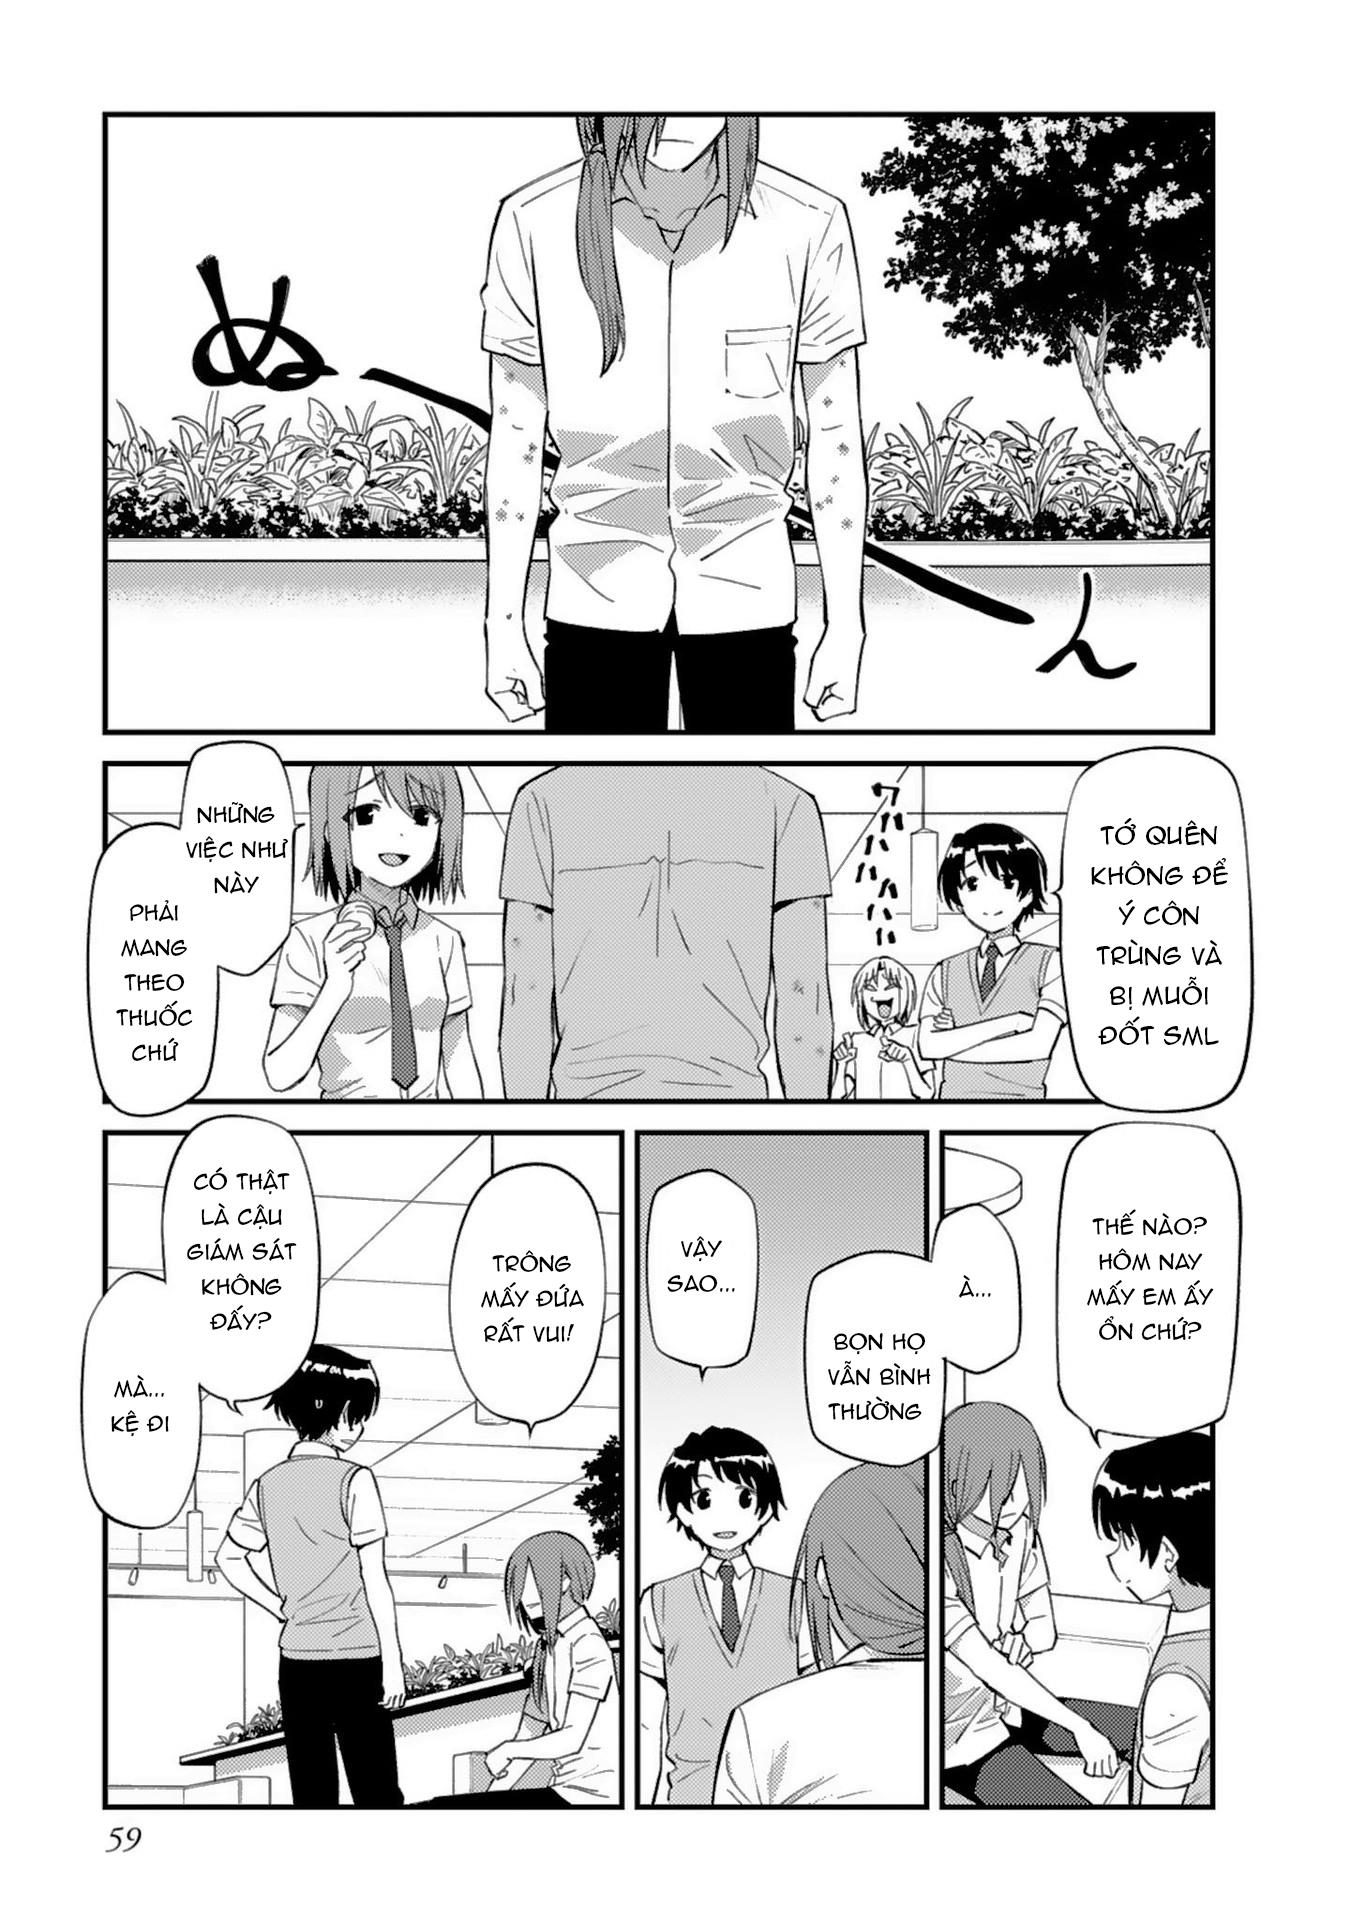 ぬーーん
TỚ QUÊN
KHÔNG ĐỂ
Ý CÔN
TRÙNG VÀ
BỊ MUỖI
ĐỐT SML
NHỮNG
VIỆC NHƯ
NÀY
PHẢI
MANG
THEO
THUỐC
CHỨ
THẾ NÀO?
HÔM NAY
MẤY EM ẤY
ỔN CHỨ?
À...
BỌN HỌ
VẪN BÌNH
THƯỜNG
VẬY
SAO...
TRÔNG
MẤY ĐỨA
RẤT VUI!
CÓ THẬT
LÀ CẬU
GIÁM SÁT
KHÔNG
ĐẤY?
MÀ...
KỆ ĐI
59